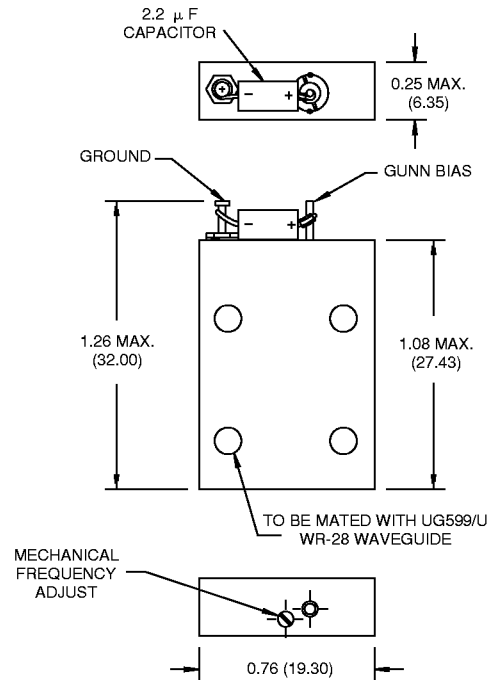 2.2 μ F
CAPACITOR
- +
0.25 MAX.
(6.35)
GROUND
GUNN BIAS
- +
1.26 MAX.
(32.00)
1.08 MAX.
(27.43)
TO BE MATED WITH UG599/U
WR-28 WAVEGUIDE
MECHANICAL
FREQUENCY
ADJUST
0.76 (19.30)